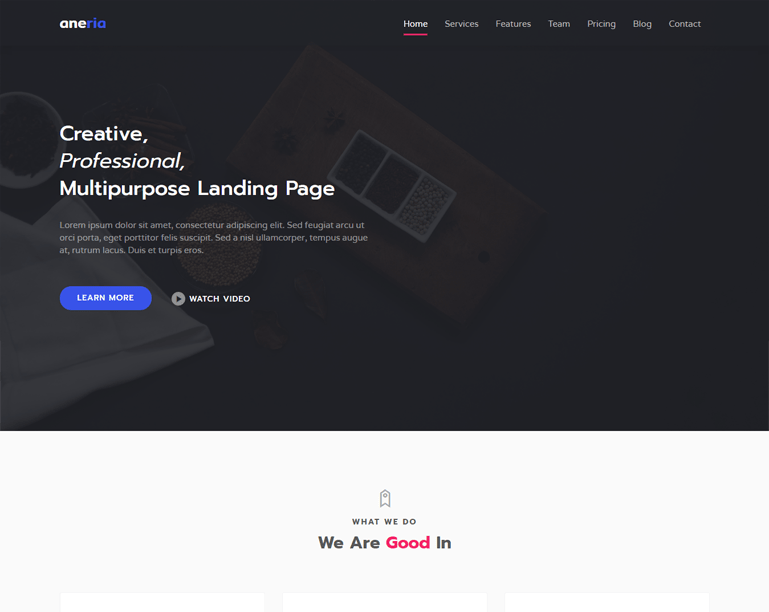 aneria
Home Services Features Team Pricing Blog Contact
Creative,
Professional,
Multipurpose Landing Page
Lorem ipsum dolor sit amet, consectetur adipiscing elit. Sed feugiat arcu ut
orci porta, eget porttitor felis suscipit. Sed a nisl ullamcorper, tempus augue
at, rutrum lacus. Duis et turpis eros.
LEARN MORE WATCH VIDEO
WHAT WE DO
We Are Good In